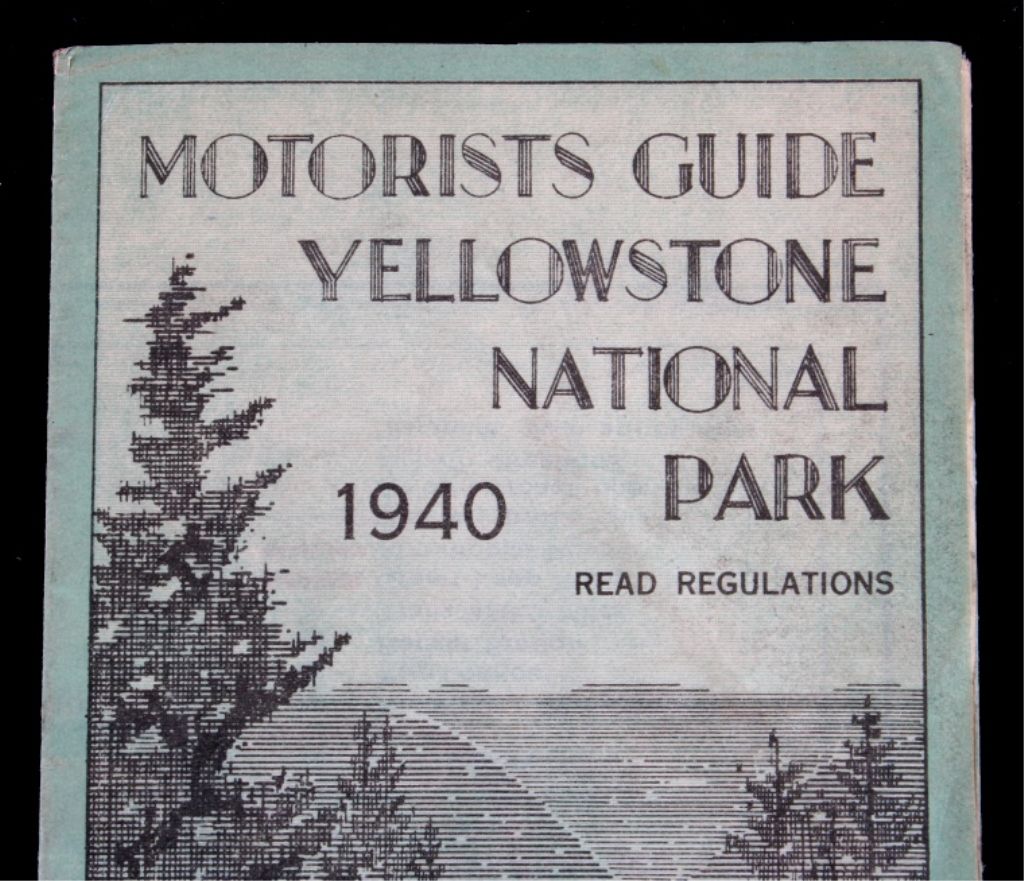 MOTORISTS GUIDE
YELLOWSTONE
NATIONAL
PARK
1940
READ REGULATIONS